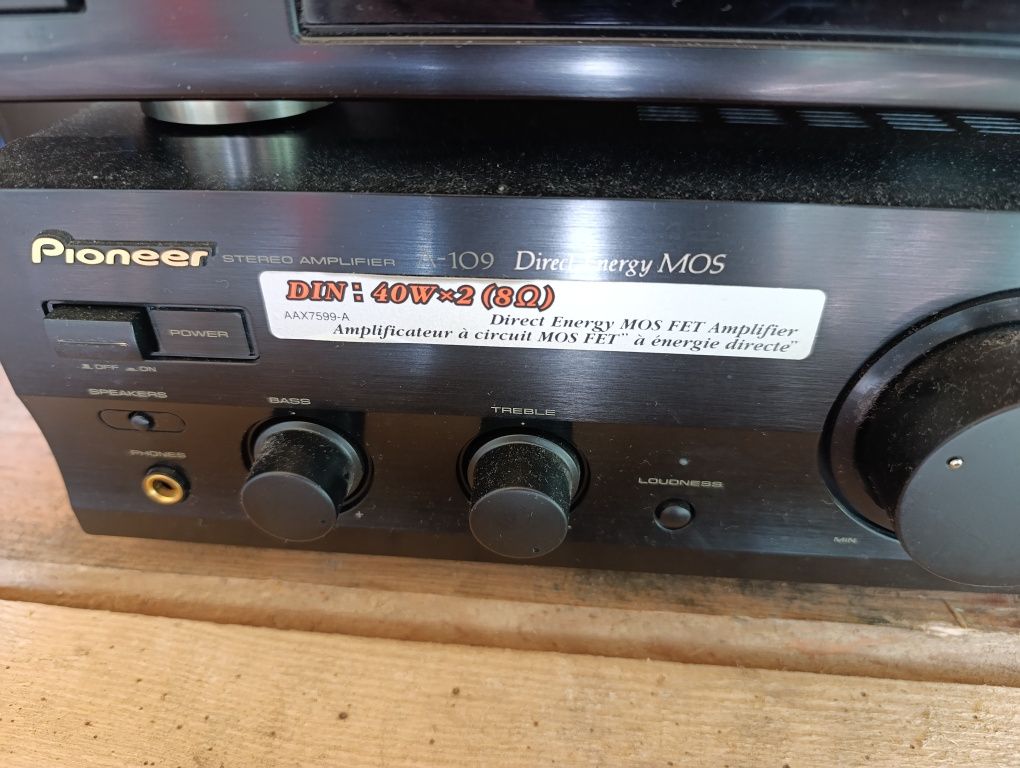 Pioneer STEREO AMPLIFIER A-109 Direct Energy MOS
DIN: 40W×2 (8Ω)
AAX7599-A
Direct Energy MOS FET Amplifier
Amplificateur à circuit MOS FET" à énergie directe"
POWER
OFF ON
SPEAKERS
BASS
TREBLE
PHONES
LOUDNESS
+
MIN